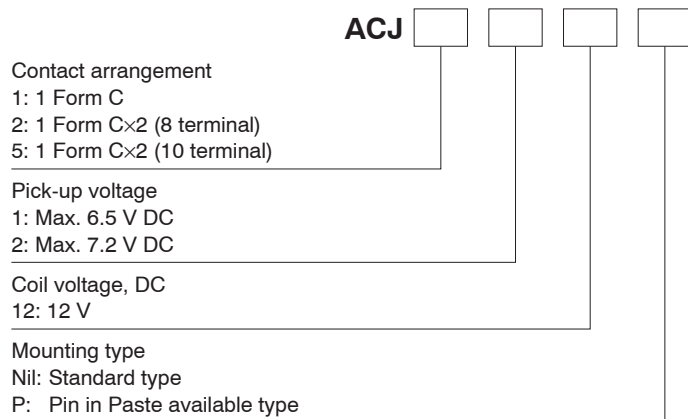 ACJ
Contact arrangement
1: 1 Form C
2: 1 Form C×2 (8 terminal)
5: 1 Form C×2 (10 terminal)
Pick-up voltage
1: Max. 6.5 V DC
2: Max. 7.2 V DC
Coil voltage, DC
12: 12 V
Mounting type
Nil: Standard type
P: Pin in Paste available type